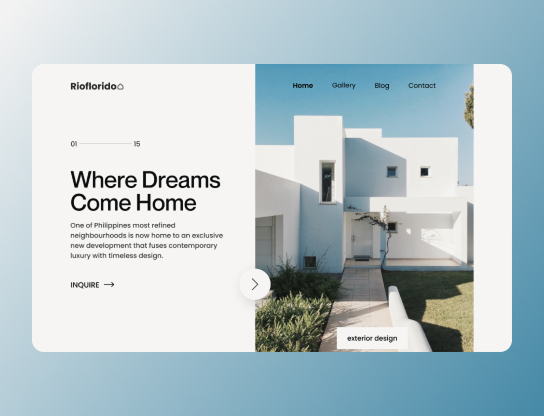 Rioflorido
Home Gallery Blog Contact
01 15
Where Dreams
Come Home
One of Philippines most refined
neighbourhoods is now home to an exclusive
new development that fuses contemporary
luxury with timeless design.
INQUIRE
exterior design